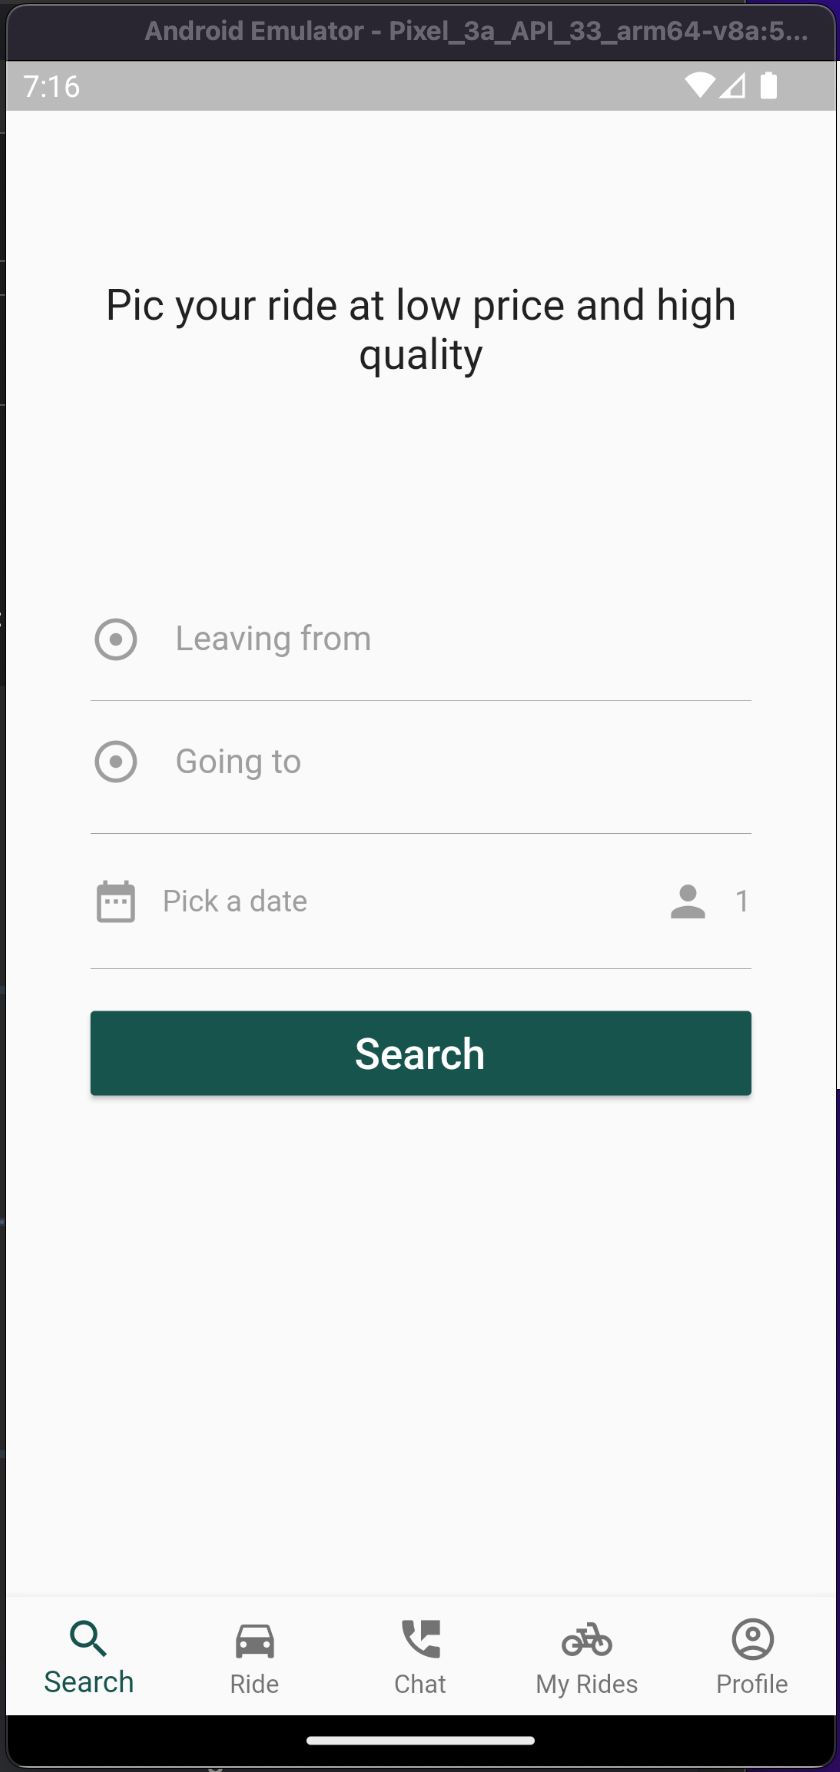 Android Emulator - Pixel_3a_API_33_arm64-v8a:5...
7:16
Pic your ride at low price and high
quality
Leaving from
Going to
Pick a date 1
Search
Search Ride Chat My Rides Profile